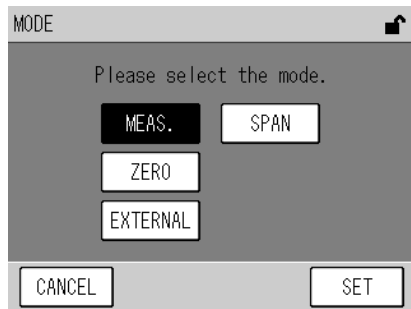 MODE
Please select the mode.
MEAS. SPAN
ZERO
EXTERNAL
CANCEL SET